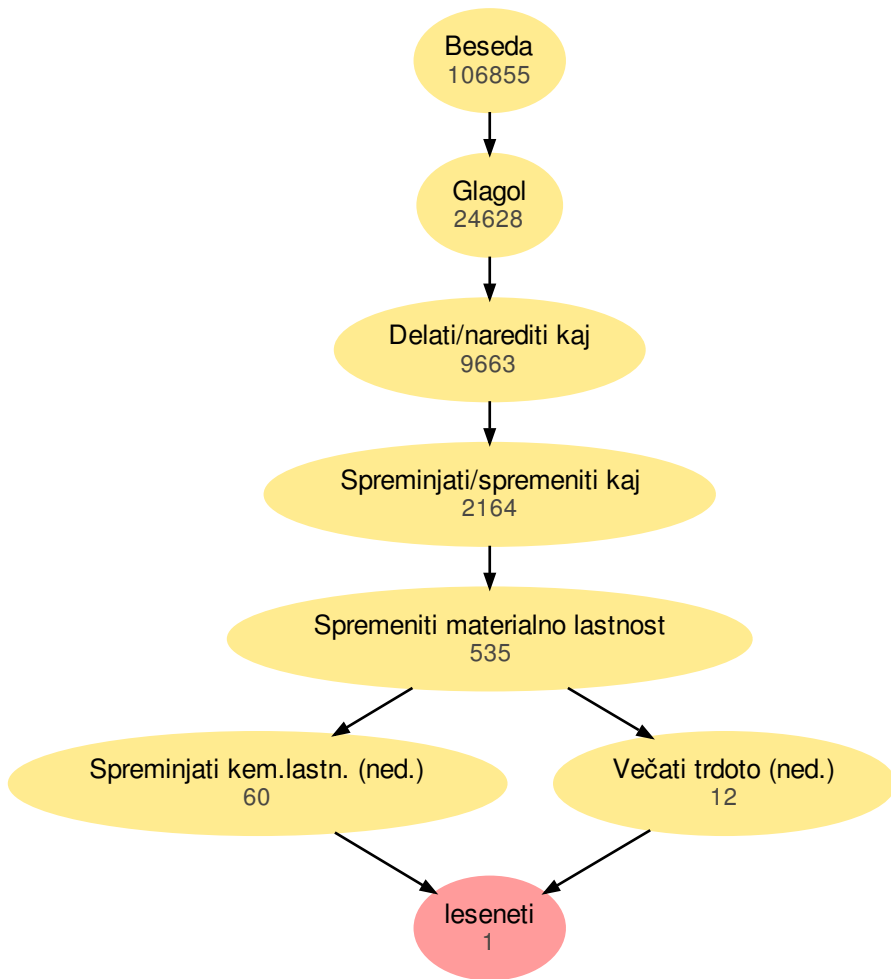 Beseda
106855
Glagol
24628
Delati/narediti kaj
9663
Spreminjati/spremeniti kaj
2164
Spremeniti materialno lastnost
535
Spreminjati kem.lastn. (ned.)
60
Večati trdoto (ned.)
12
leseneti
1